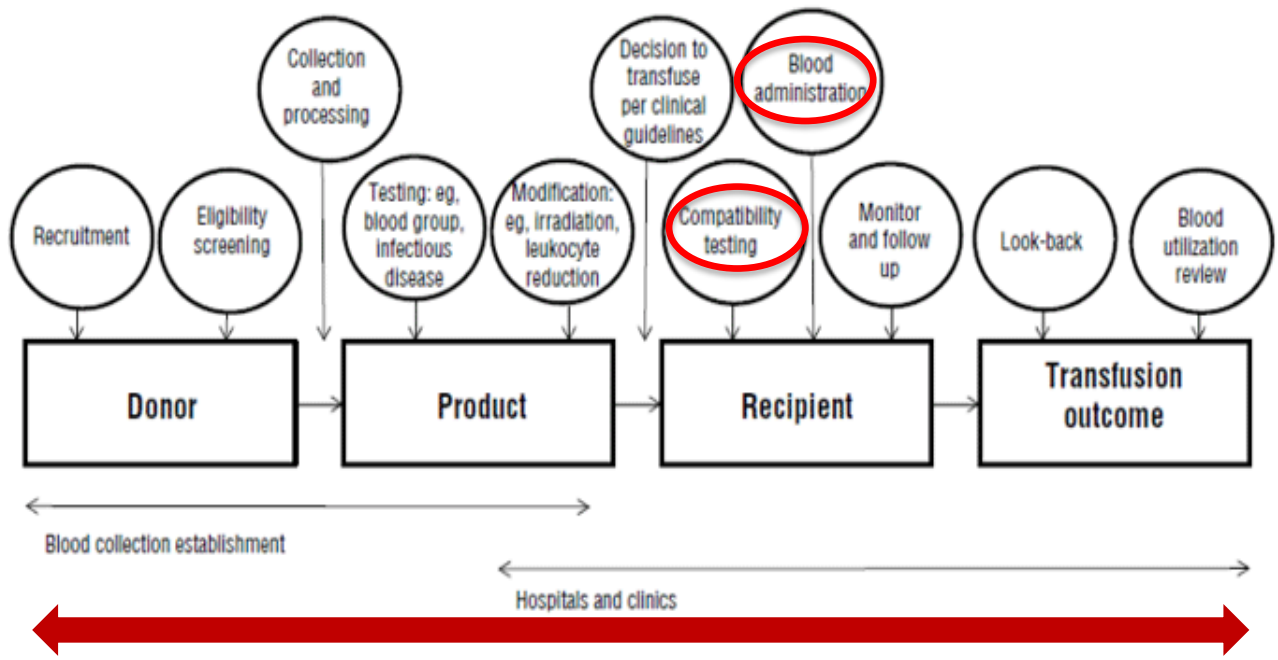 Collection
and
processing
Decision to
transfuse
per clinical
guidelines
Blood
administration
Recruitment
Eligibility
screening
Testing: eg,
blood group,
infectious
disease
Modification:
eg, irradiation,
leukocyte
reduction
Compatibility
testing
Monitor
and follow
up
Look-back
Blood
utilization
review
Donor
Product
Recipient
Transfusion
outcome
Blood collection establishment
Hospitals and clinics